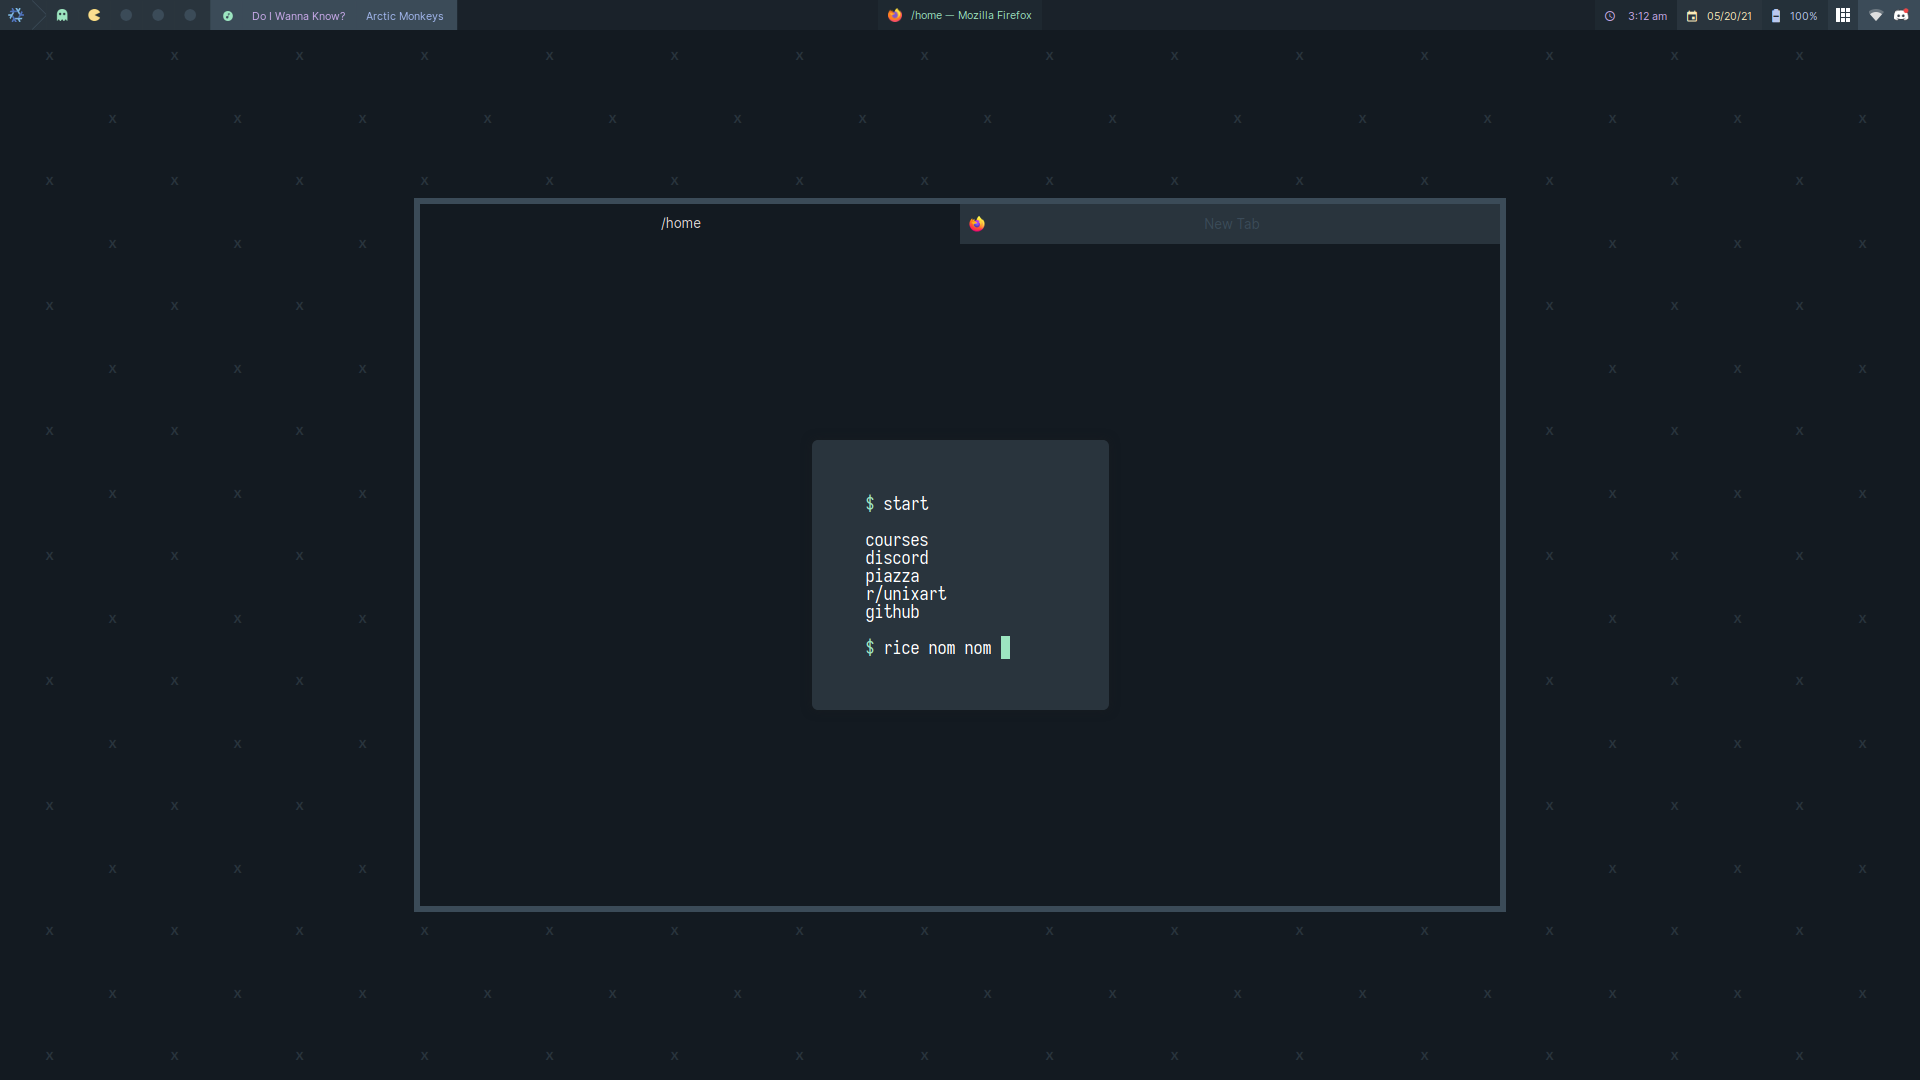 Do I Wanna Know? Arctic Monkeys
/home — Mozilla Firefox
3:12 am
05/20/21
100%
/home
New Tab
$ start
courses
discord
piazza
r/unixart
github
$ rice nom nom